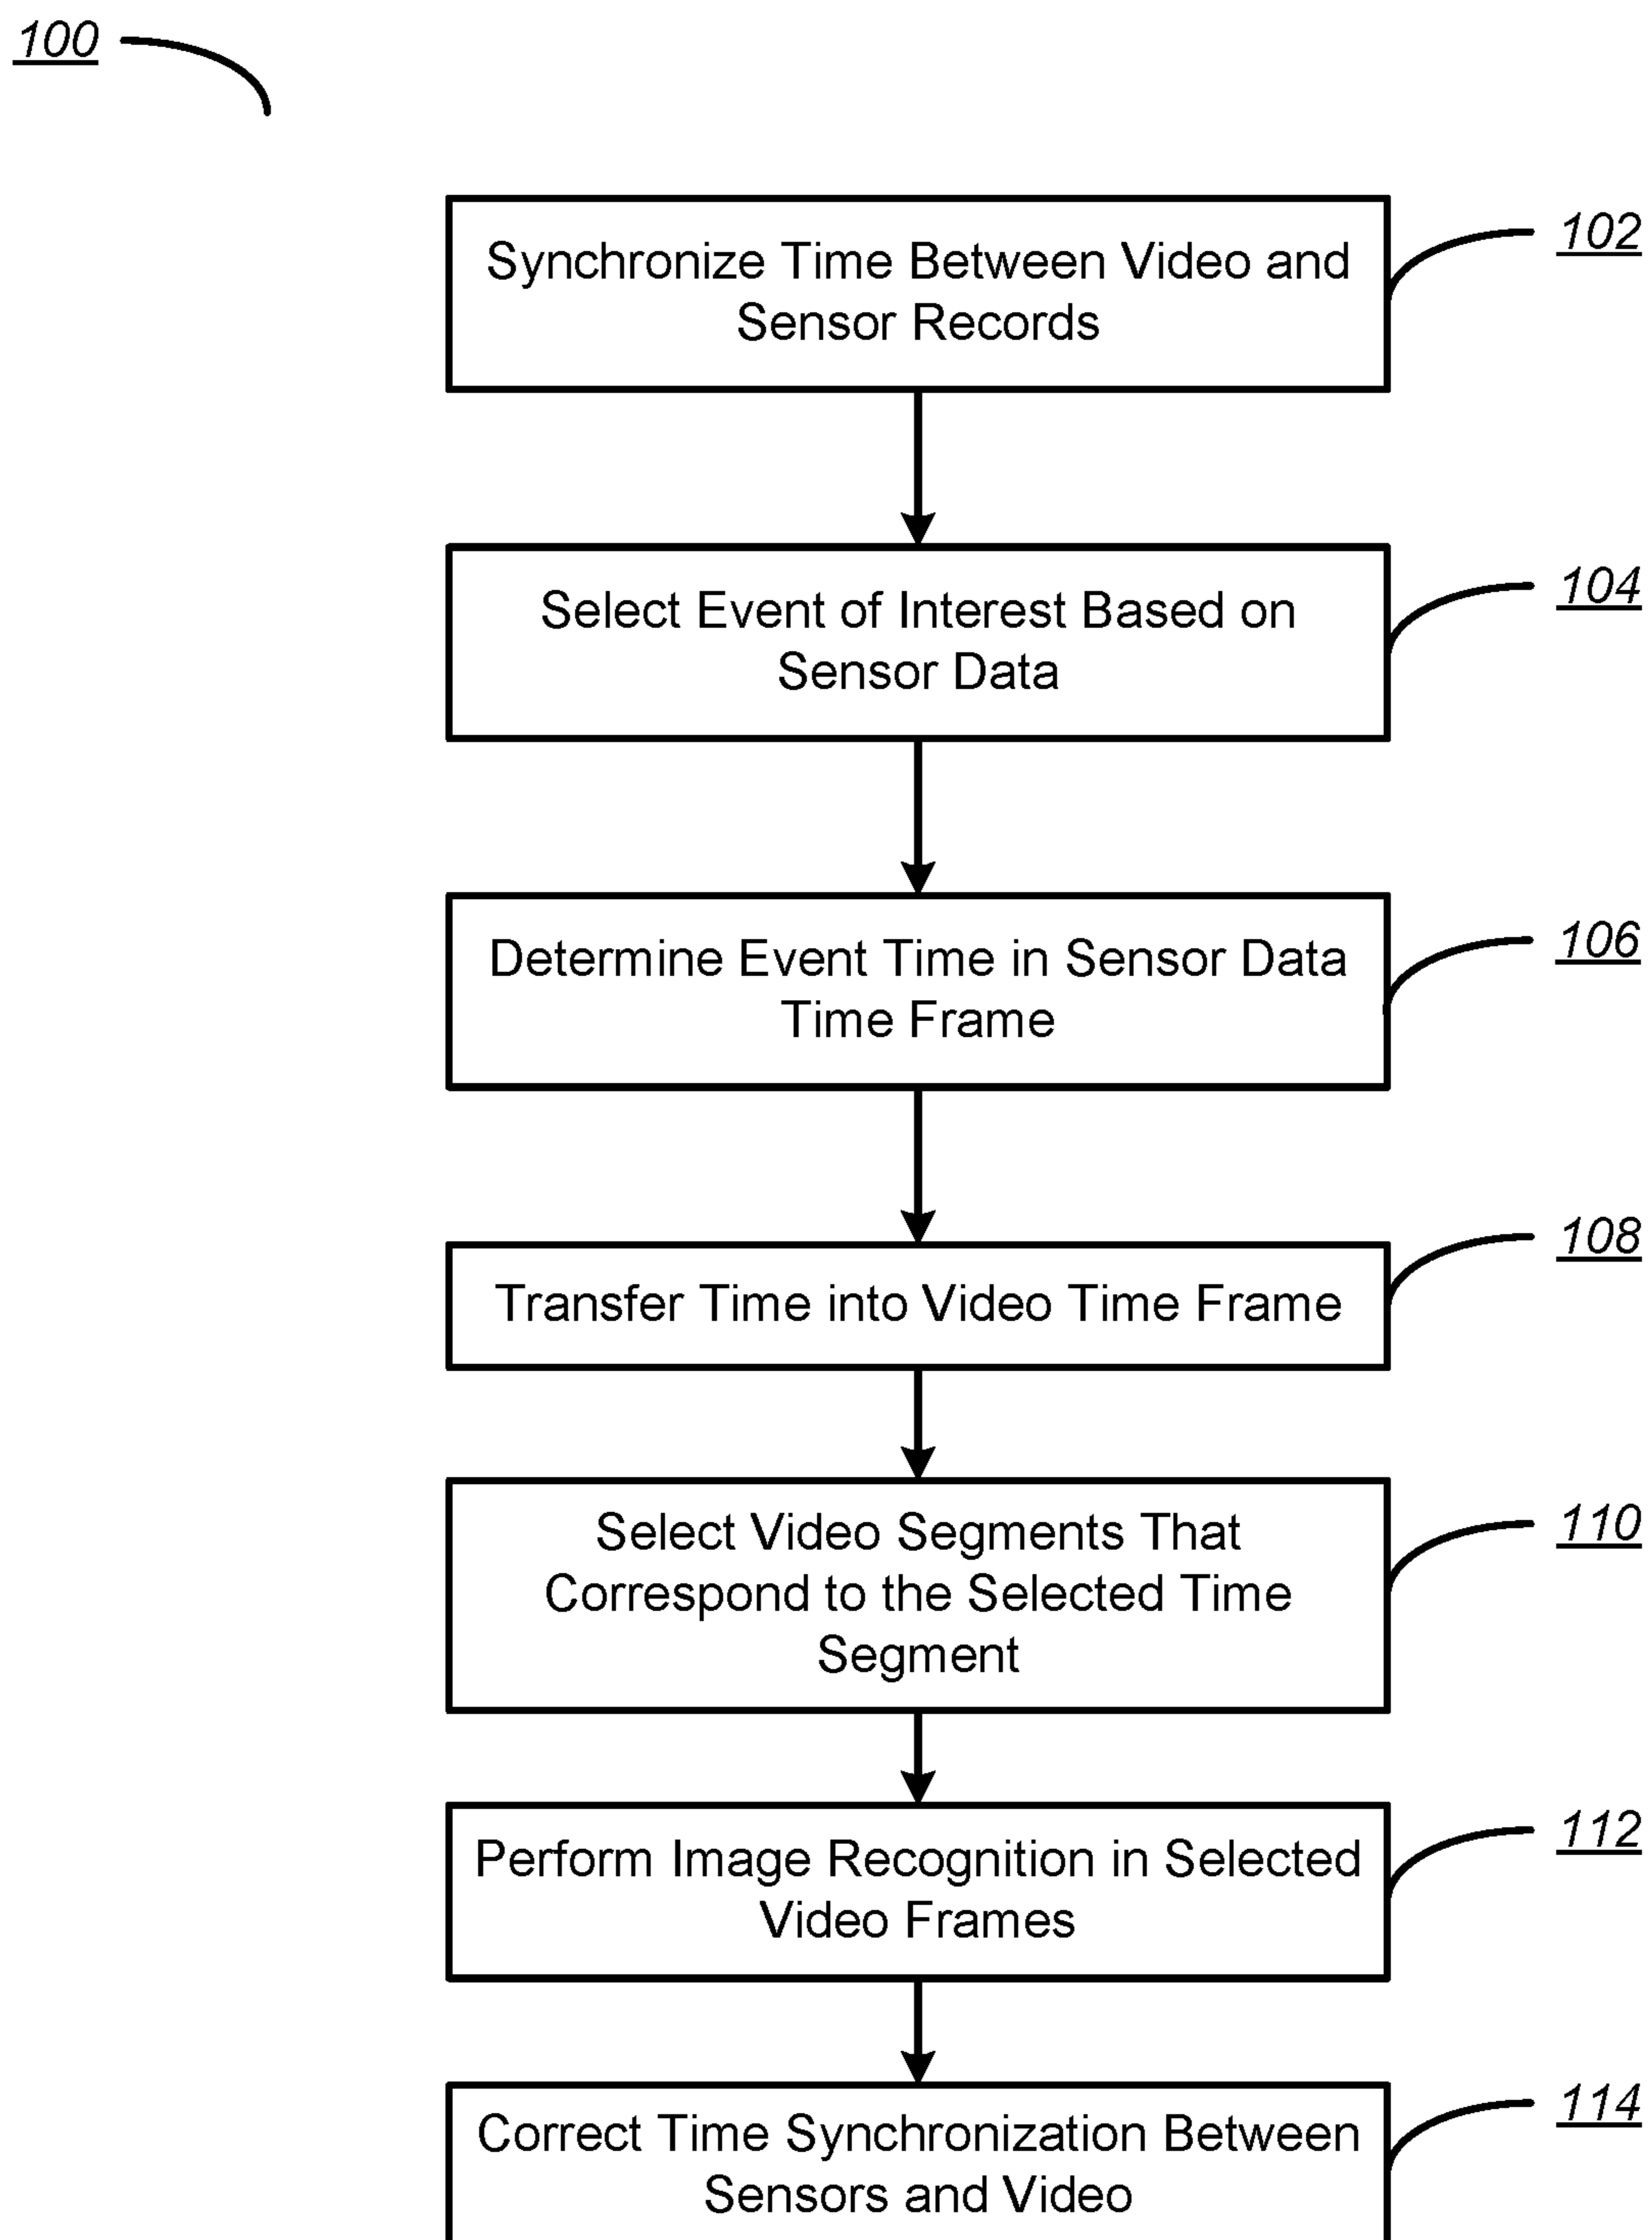 100
Synchronize Time Between Video and
Sensor Records
102
Select Event of Interest Based on
Sensor Data
104
Determine Event Time in Sensor Data
Time Frame
106
Transfer Time into Video Time Frame
108
Select Video Segments That
Correspond to the Selected Time
Segment
110
Perform Image Recognition in Selected
Video Frames
112
Correct Time Synchronization Between
Sensors and Video
114